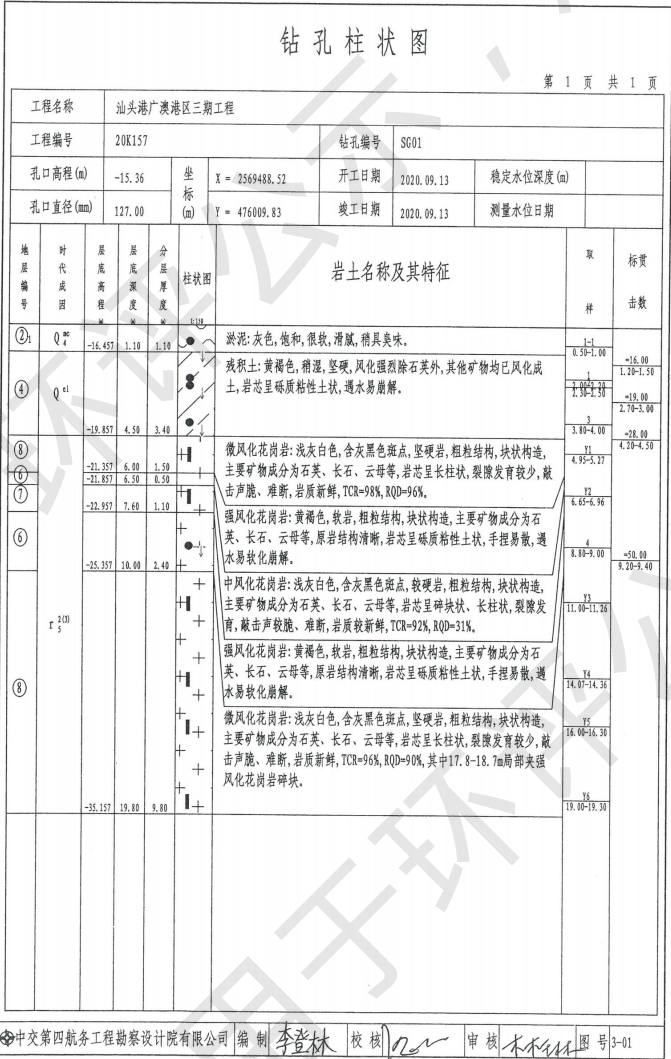 钻孔柱状图
第 1 页 共 1 页
工程名称 汕头港广澳港区三期工程
工程编号 20K157 钻孔编号 SG01
孔口高程(m) -15.36 坐标(m) X = 2569488.52 开工日期 2020.09.13 稳定水位深度(m)
孔口直径(mm) 127.00 Y = 476009.83 竣工日期 2020.09.13 测量水位日期
地层编号 时代成因 层底高程 层底深度 分层厚度 柱状图 岩土名称及其特征 取样 标贯击数
②1 Q mc 4 -16.457 1.10 1.10 淤泥:灰色,饱和,很软,滑腻,稍具臭味。
④ Q el -19.857 4.50 3.40 残积土:黄褐色,稍湿,坚硬,风化强烈除石英外,其他矿物均已风化成
土,岩芯呈砾质粘性土状,遇水易崩解。
⑧ -21.357 6.00 1.50 微风化花岗岩:浅灰白色,含灰黑色斑点,坚硬岩,粗粒结构,块状构造,
主要矿物成分为石英、长石、云母等,岩芯呈长柱状,裂隙发育较少,敲
击声脆、难断,岩质新鲜,TCR=98%,RQD=96%。
⑥ -21.857 6.50 0.50 强风化花岗岩:黄褐色,软岩,粗粒结构,块状构造,主要矿物成分为石
英、长石、云母等,原岩结构清晰,岩芯呈砾质粘性土状,手捏易散,遇
水易软化崩解。
⑦ -22.957 7.60 1.10 中风化花岗岩:浅灰白色,含灰黑色斑点,较硬岩,粗粒结构,块状构造,
主要矿物成分为石英、长石、云母等,岩芯呈碎块状、长柱状,裂隙发
育,敲击声较脆、难断,岩质较新鲜,TCR=92%,RQD=31%。
⑥ -25.357 10.00 2.40 强风化花岗岩:黄褐色,软岩,粗粒结构,块状构造,主要矿物成分为石
英、长石、云母等,原岩结构清晰,岩芯呈砾质粘性土状,手捏易散,遇
水易软化崩解。
⑧ r 2(3) 5 -35.157 19.80 9.80 微风化花岗岩:浅灰白色,含灰黑色斑点,坚硬岩,粗粒结构,块状构造,
主要矿物成分为石英、长石、云母等,岩芯呈长柱状,裂隙发育较少,敲
击声脆、难断,岩质新鲜,TCR=96%,RQD=90%,其中17.8-18.7m局部夹强
风化花岗岩碎块。
1-1
0.50-1.00
1
2.00-2.20
2.30-2.50
3
3.80-4.00
Y1
4.95-5.27
Y2
6.65-6.96
4
8.80-9.00
Y3
11.00-11.26
Y4
14.07-14.36
Y5
16.00-16.30
Y6
19.00-19.30
=16.00
1.20-1.50
=19.00
2.70-3.00
=28.00
4.20-4.50
=50.00
9.20-9.40
中交第四航务工程勘察设计院有限公司 编制 李登林 校核 审核 图号 3-01